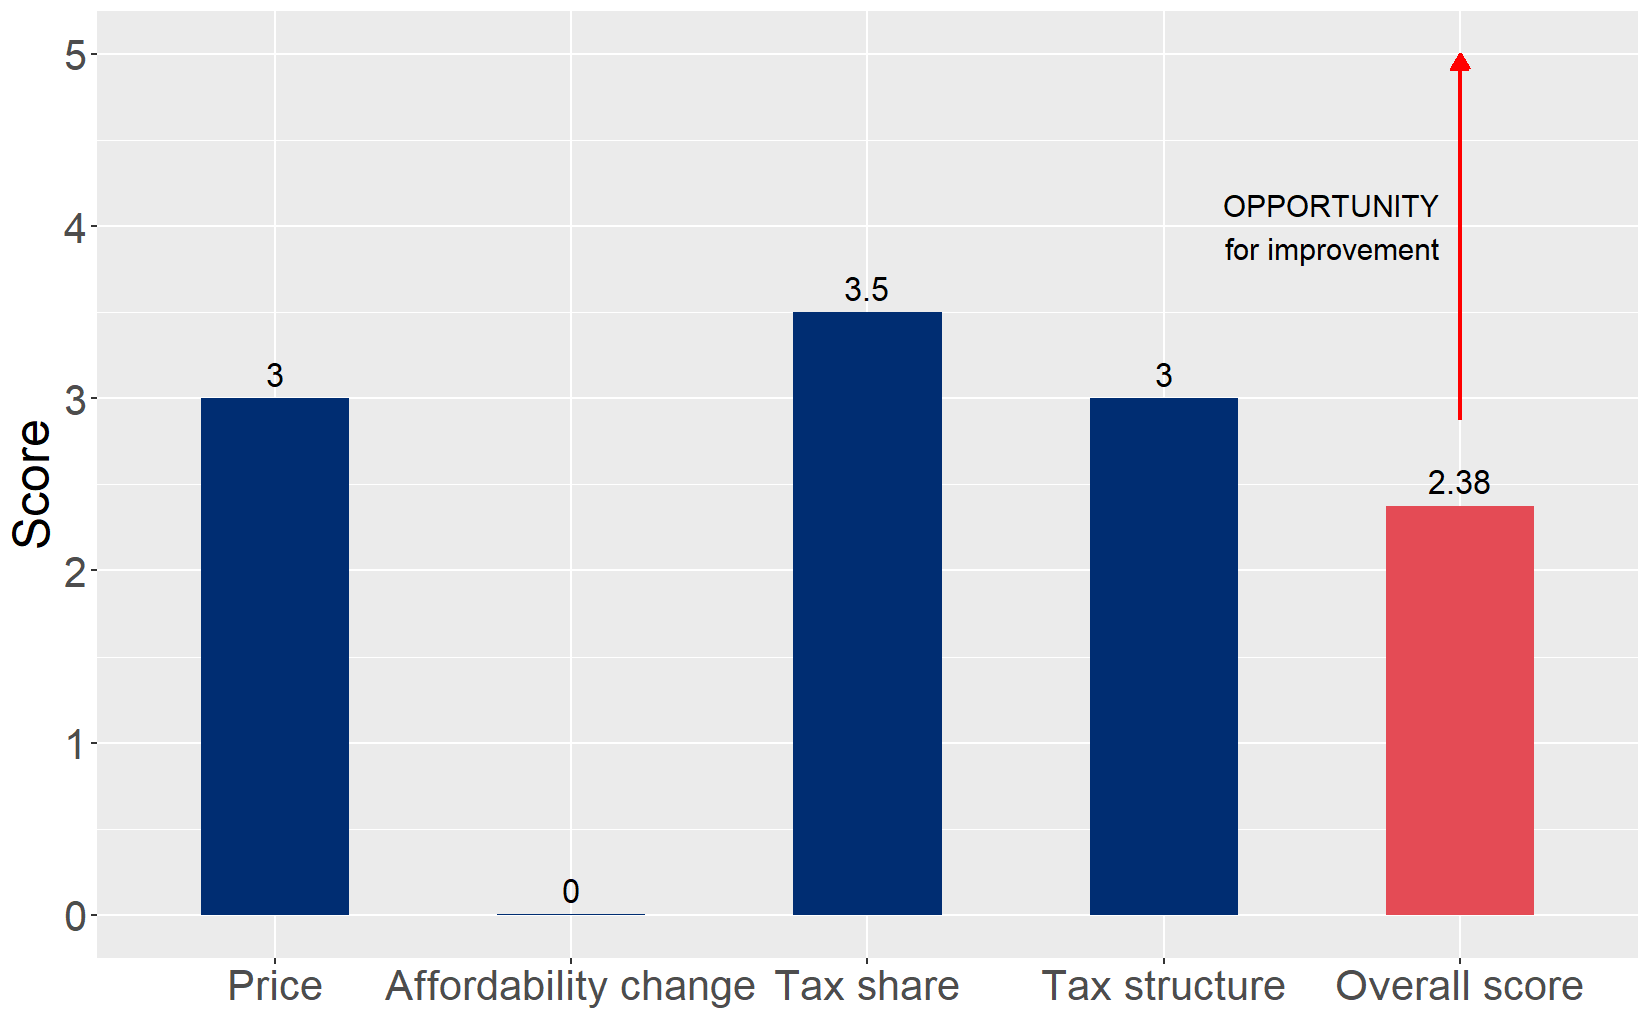 5
4
3
2
1
0
Score
OPPORTUNITY
for improvement
3
0
3.5
3
2.38
Price
Affordability change
Tax share
Tax structure
Overall score